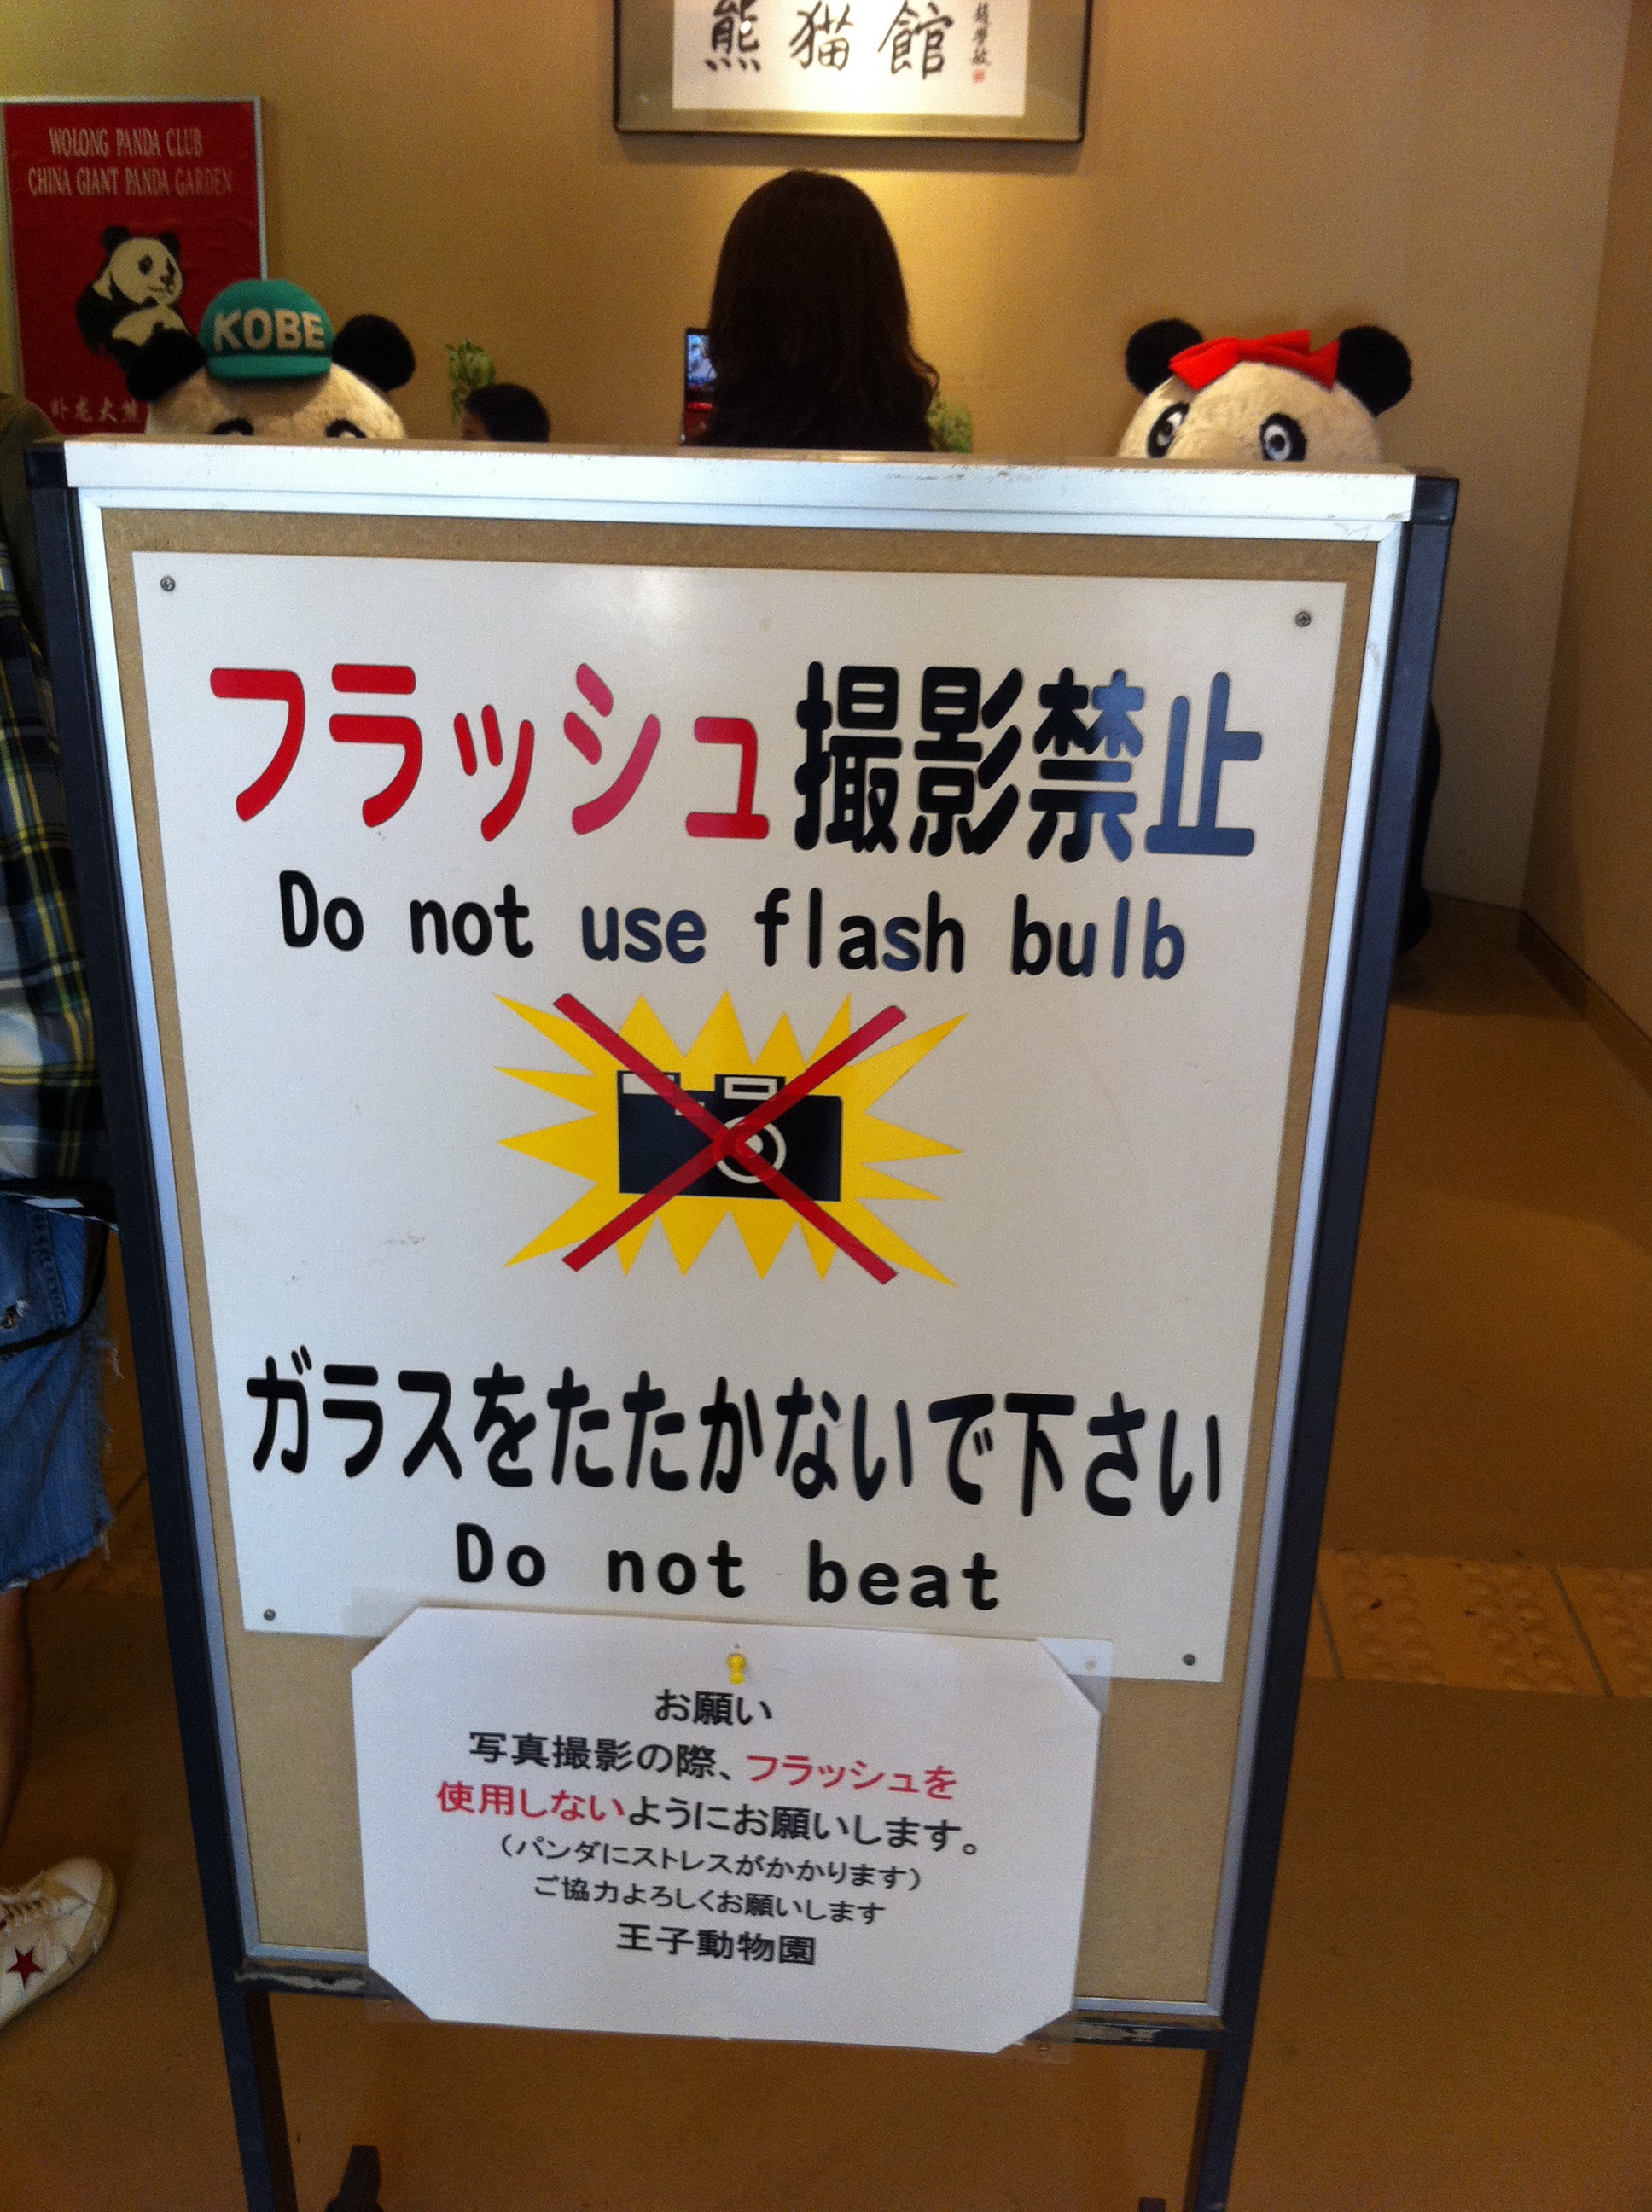 熊猫館
WOLONG PANDA CLUB
CHINA GIANT PANDA GARDEN
卧龙大熊
KOBE
フラッシュ撮影禁止
Do not use flash bulb
ガラスをたたかないで下さい
Do not beat
お願い
写真撮影の際、フラッシュを
使用しないようにお願いします。
（パンダにストレスがかかります）
ご協力よろしくお願いします
王子動物園